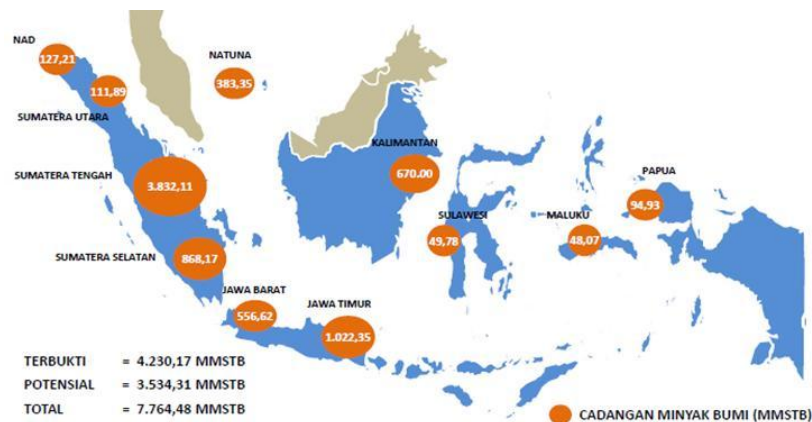 NAD
127,21
NATUNA
383,35
111,89
SUMATERA UTARA
KALIMANTAN
670.00
SUMATERA TENGAH
3.832,11
PAPUA
94,93
SULAWESI
49,78
MALUKU
48,07
SUMATERA SELATAN
868,17
JAWA BARAT
556,62
JAWA TIMUR
1.022,35
TERBUKTI = 4.230,17 MMSTB
POTENSIAL = 3.534,31 MMSTB
TOTAL = 7.764,48 MMSTB
CADANGAN MINYAK BUMI (MMSTB)